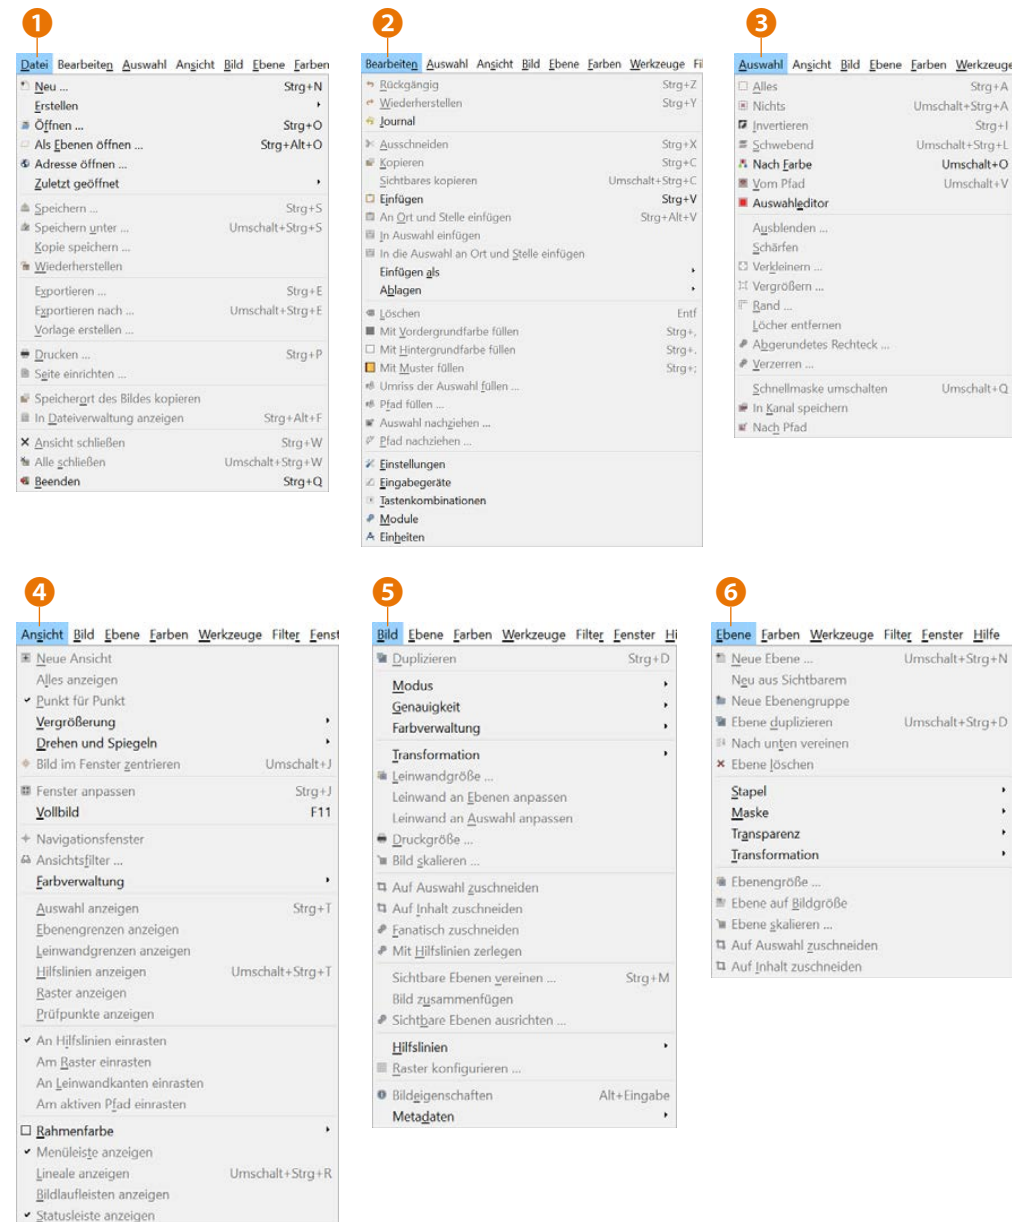 1
Datei Bearbeiten Auswahl Ansicht Bild Ebene Farben
Neu ... Strg+N
Erstellen
Öffnen ... Strg+O
Als Ebenen öffnen ... Strg+Alt+O
Adresse öffnen ...
Zuletzt geöffnet
Speichern ... Strg+S
Speichern unter ... Umschalt+Strg+S
Kopie speichern ...
Wiederherstellen
Exportieren ... Strg+E
Exportieren nach ... Umschalt+Strg+E
Vorlage erstellen ...
Drucken ... Strg+P
Seite einrichten ...
Speicherort des Bildes kopieren
In Dateiverwaltung anzeigen Strg+Alt+F
Ansicht schließen Strg+W
Alle schließen Umschalt+Strg+W
Beenden Strg+Q
2
Bearbeiten Auswahl Ansicht Bild Ebene Farben Werkzeuge Fil
Rückgängig Strg+Z
Wiederherstellen Strg+Y
Journal
Ausschneiden Strg+X
Kopieren Strg+C
Sichtbares kopieren Umschalt+Strg+C
Einfügen Strg+V
An Ort und Stelle einfügen Strg+Alt+V
In Auswahl einfügen
In die Auswahl an Ort und Stelle einfügen
Einfügen als
Ablagen
Löschen Entf
Mit Vordergrundfarbe füllen Strg+,
Mit Hintergrundfarbe füllen Strg+.
Mit Muster füllen Strg+;
Umriss der Auswahl füllen ...
Pfad füllen ...
Auswahl nachziehen ...
Pfad nachziehen ...
Einstellungen
Eingabegeräte
Tastenkombinationen
Module
Einheiten
3
Auswahl Ansicht Bild Ebene Farben Werkzeuge
Alles Strg+A
Nichts Umschalt+Strg+A
Invertieren Strg+I
Schwebend Umschalt+Strg+L
Nach Farbe Umschalt+O
Vom Pfad Umschalt+V
Auswahleditor
Ausblenden ...
Schärfen
Verkleinern ...
Vergrößern ...
Rand ...
Löcher entfernen
Abgerundetes Rechteck ...
Verzerren ...
Schnellmaske umschalten Umschalt+Q
In Kanal speichern
Nach Pfad
4
Ansicht Bild Ebene Farben Werkzeuge Filter Fenst
Neue Ansicht
Alles anzeigen
Punkt für Punkt
Vergrößerung
Drehen und Spiegeln
Bild im Fenster zentrieren Umschalt+J
Fenster anpassen Strg+J
Vollbild F11
Navigationsfenster
Ansichtsfilter ...
Farbverwaltung
Auswahl anzeigen Strg+T
Ebenengrenzen anzeigen
Leinwandgrenzen anzeigen
Hilfslinien anzeigen Umschalt+Strg+T
Raster anzeigen
Prüfpunkte anzeigen
An Hilfslinien einrasten
Am Raster einrasten
An Leinwandkanten einrasten
Am aktiven Pfad einrasten
Rahmenfarbe
Menüleiste anzeigen
Lineale anzeigen Umschalt+Strg+R
Bildlaufleisten anzeigen
Statusleiste anzeigen
5
Bild Ebene Farben Werkzeuge Filter Fenster Hi
Duplizieren Strg+D
Modus
Genauigkeit
Farbverwaltung
Transformation
Leinwandgröße ...
Leinwand an Ebenen anpassen
Leinwand an Auswahl anpassen
Druckgröße ...
Bild skalieren ...
Auf Auswahl zuschneiden
Auf Inhalt zuschneiden
Fanatisch zuschneiden
Mit Hilfslinien zerlegen
Sichtbare Ebenen vereinen ... Strg+M
Bild zusammenfügen
Sichtbare Ebenen ausrichten ...
Hilfslinien
Raster konfigurieren ...
Bildeigenschaften Alt+Eingabe
Metadaten
6
Ebene Farben Werkzeuge Filter Fenster Hilfe
Neue Ebene ... Umschalt+Strg+N
Neu aus Sichtbarem
Neue Ebenengruppe
Ebene duplizieren Umschalt+Strg+D
Nach unten vereinen
Ebene löschen
Stapel
Maske
Transparenz
Transformation
Ebenengröße ...
Ebene auf Bildgröße
Ebene skalieren ...
Auf Auswahl zuschneiden
Auf Inhalt zuschneiden